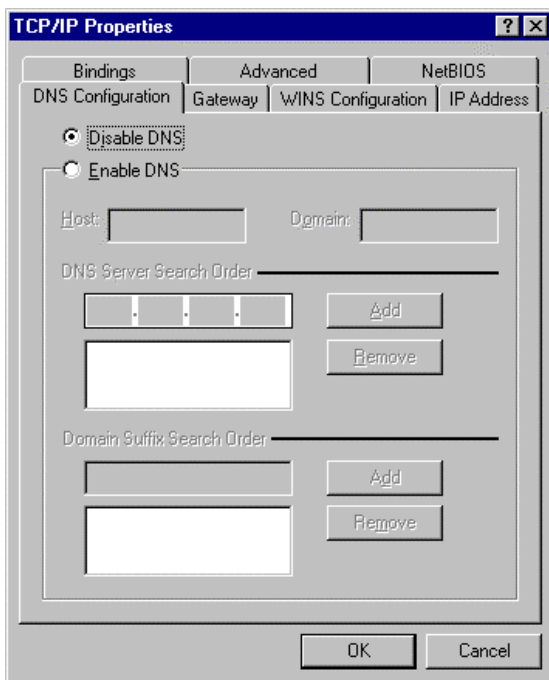 TCP/IP Properties
Bindings Advanced NetBIOS
DNS Configuration Gateway WINS Configuration IP Address
Disable DNS
Enable DNS
Host: Domain:
DNS Server Search Order
. . . Add
Remove
Domain Suffix Search Order
Add
Remove
OK Cancel